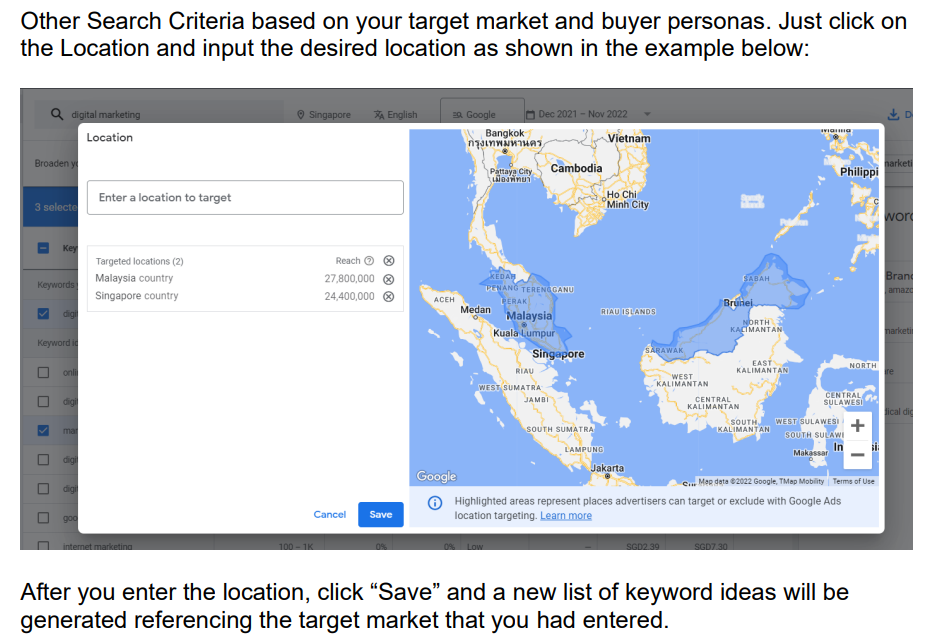 Other Search Criteria based on your target market and buyer personas. Just click on
the Location and input the desired location as shown in the example below:
digital marketing
Singapore
English
Google
Dec 2021 – Nov 2022
Broaden
3 selecte
Key
Keywords
Keyword
Location
Enter a location to target
Targeted locations (2) Reach
Malaysia country 27,800,000
Singapore country 24,400,000
Cancel Save
Bangkok
กรุงเทพมหานคร
Vietnam
Manila
Pattaya City
เมืองพัทยา
Cambodia
Philippi
Ho Chi
Minh City
KEDAH
PENANG TERENGGANU
PERAK
SABAH
ACEH
Medan
Malaysia
Brunei
RIAU ISLANDS
Kuala Lumpur
NORTH
KALIMANTAN
Singapore
SARAWAK
RIAU
EAST
KALIMANTAN
NORTH
WEST
KALIMANTAN
WEST SUMATRA
JAMBI
CENTRAL
KALIMANTAN
CENTRAL
SULAWESI
SOUTH SUMATRA
SOUTH
KALIMANTAN
WEST SULAWESI
SOUTH SULAW
LAMPUNG
Makassar
Jakarta
Google
Map data ©2022 Google, TMap Mobility Terms of Use
Highlighted areas represent places advertisers can target or exclude with Google Ads
location targeting. Learn more
internet marketing 100 – 1K 0% 0% Low – SGD2.39 SGD7.30
After you enter the location, click “Save” and a new list of keyword ideas will be
generated referencing the target market that you had entered.